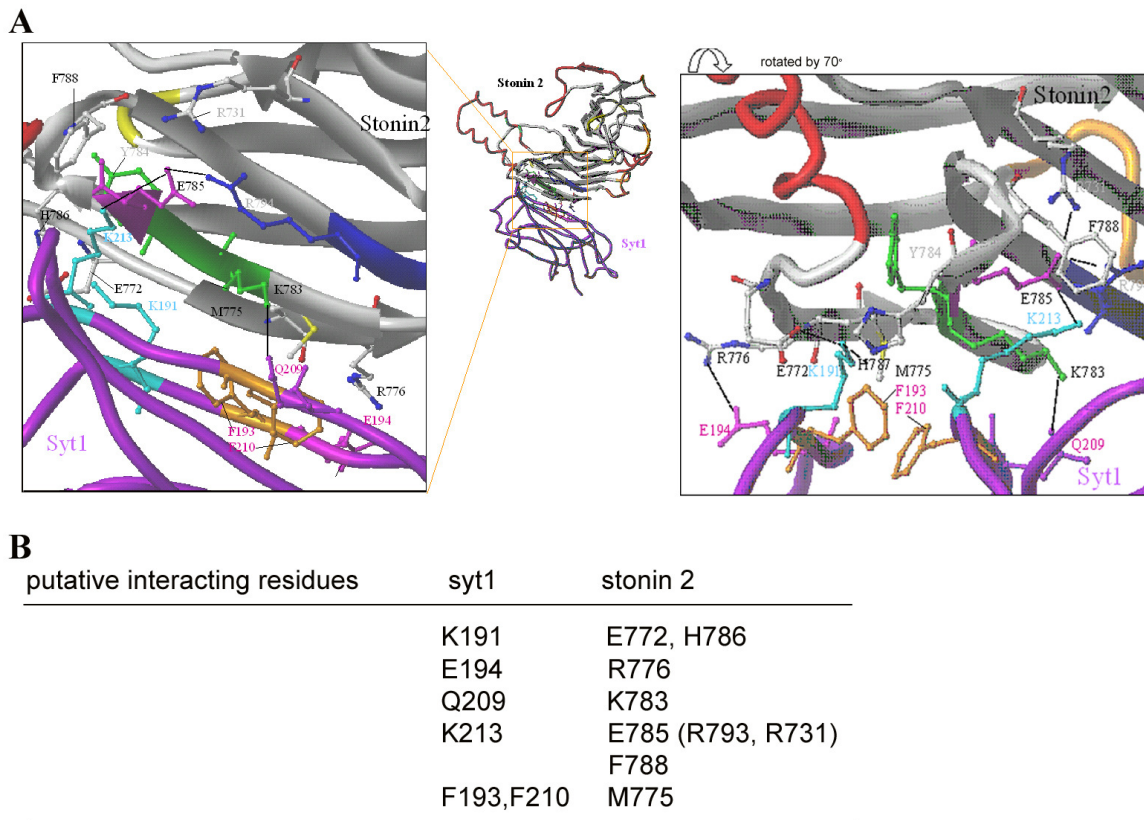 A
F788
R731
Stonin2
Y784
E785
R794
H786
K213
E772
K191
K783
M775
Q209
R776
F193
F210
E194
Syt1
Stonin 2
Syt1
rotated by 70°
Stonin2
F788
Y784
E785
K213
R776
E772
K191
H787
M775
K783
F193
F210
E194
Q209
Syt1
B
putative interacting residues syt1 stonin 2
K191 E772, H786
E194 R776
Q209 K783
K213 E785 (R793, R731)
F788
F193,F210 M775